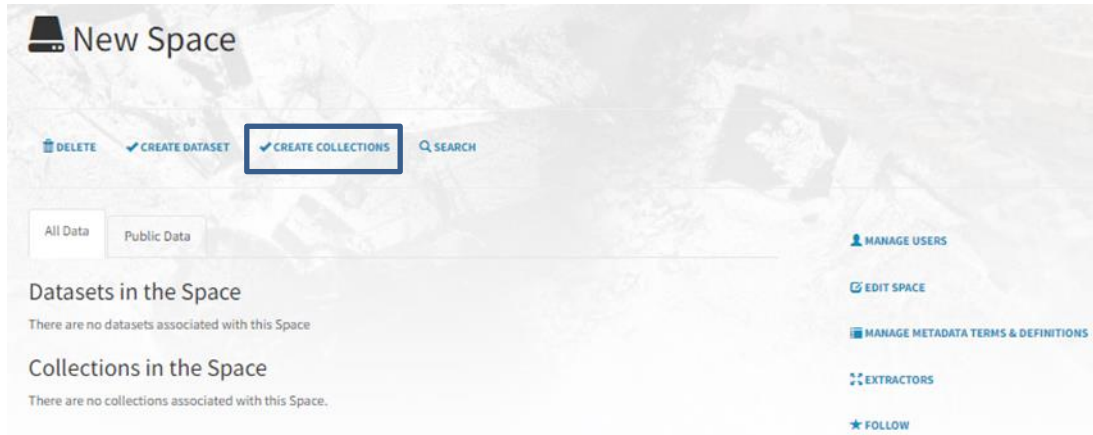 New Space
DELETE CREATE DATASET CREATE COLLECTIONS SEARCH
All Data Public Data
Datasets in the Space
There are no datasets associated with this Space
Collections in the Space
There are no collections associated with this Space.
MANAGE USERS
EDIT SPACE
MANAGE METADATA TERMS & DEFINITIONS
EXTRACTORS
FOLLOW